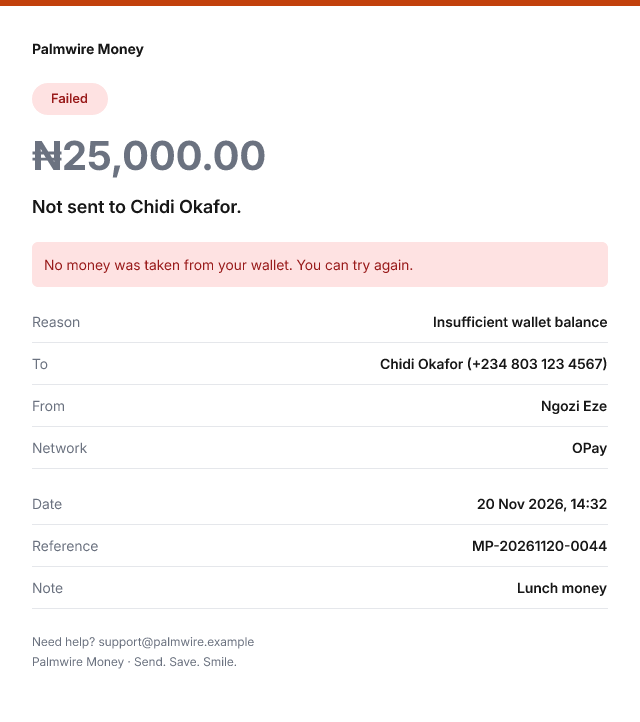 Palmwire Money
Failed
₦25,000.00
Not sent to Chidi Okafor.
No money was taken from your wallet. You can try again.
Reason Insufficient wallet balance
To Chidi Okafor (+234 803 123 4567)
From Ngozi Eze
Network OPay
Date 20 Nov 2026, 14:32
Reference MP-20261120-0044
Note Lunch money
Need help? support@palmwire.example
Palmwire Money · Send. Save. Smile.